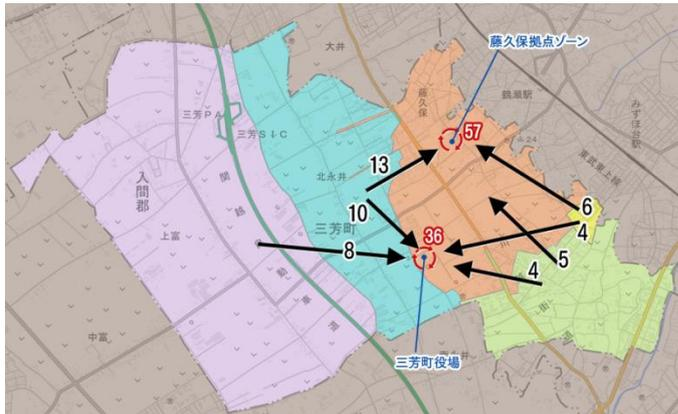 藤久保拠点ゾーン
大井
藤久保
鶴瀬駅
みずほ台駅
57
24
三芳PA
三芳SIC
東武東上線
13
入間郡
関越
北永井
10
6
上富
三芳町
36
4
8
自動車道
5
4
中富
三芳町役場